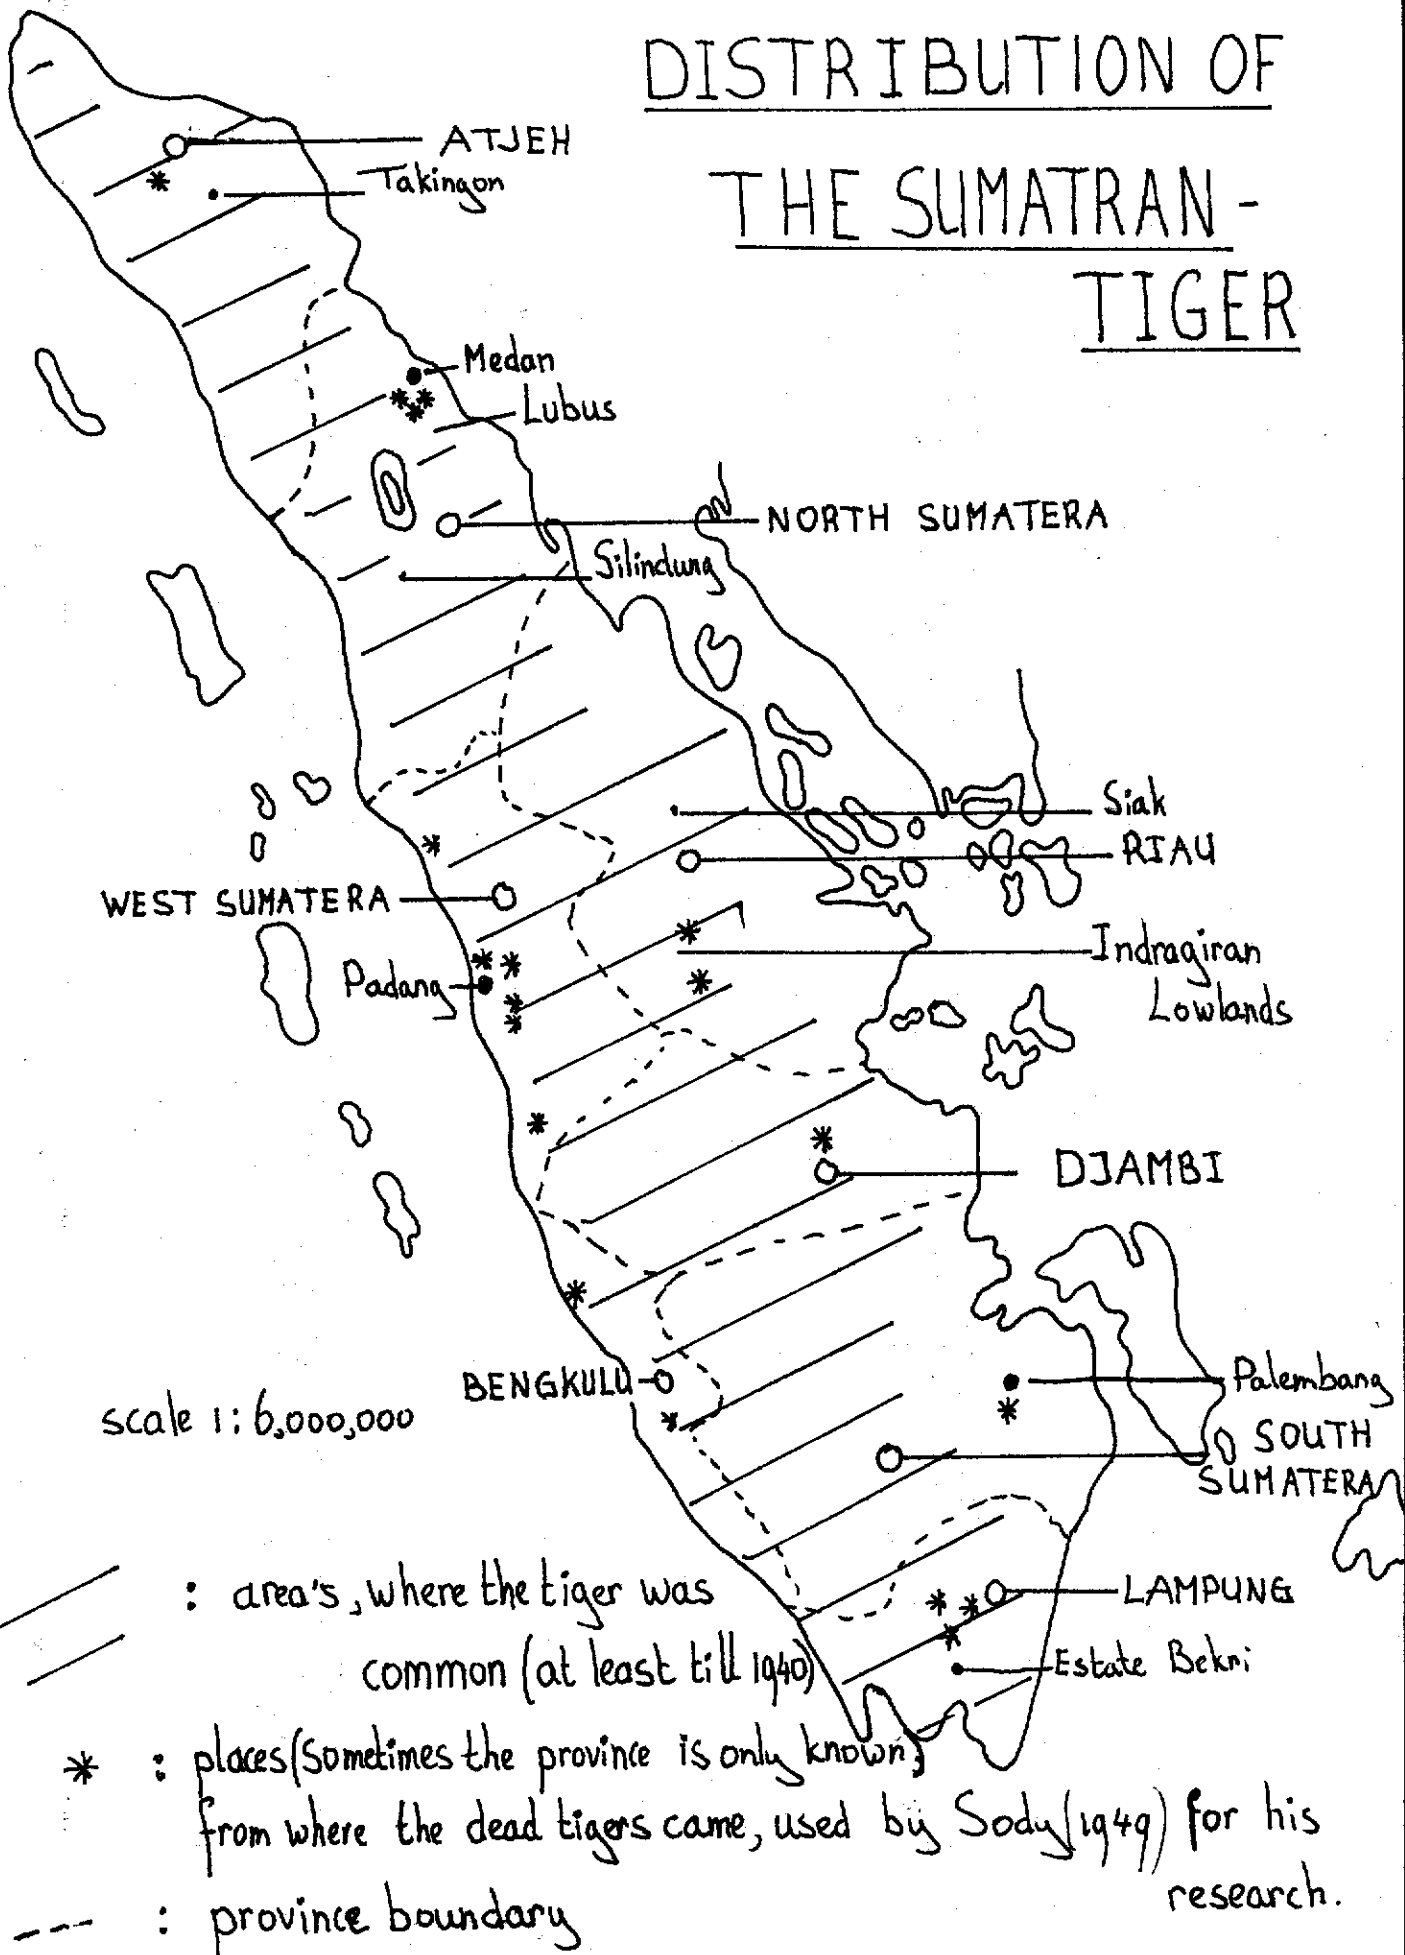 DISTRIBUTION OF
THE SUMATRAN-
TIGER
ATJEH
Takingon
Medan
Lubus
NORTH SUMATERA
Silindung
Siak
RIAU
WEST SUMATERA
Indragiran
Lowlands
Padang
DJAMBI
BENGKULU
Palembang
scale 1:6,000,000
SOUTH
SUMATERA
LAMPUNG
Estate Bekri
: area's, where the tiger was
common (at least till 1940)
: places (Sometimes the province is only known,
from where the dead tigers came, used by Sody (1949) for his
research.
: province boundary